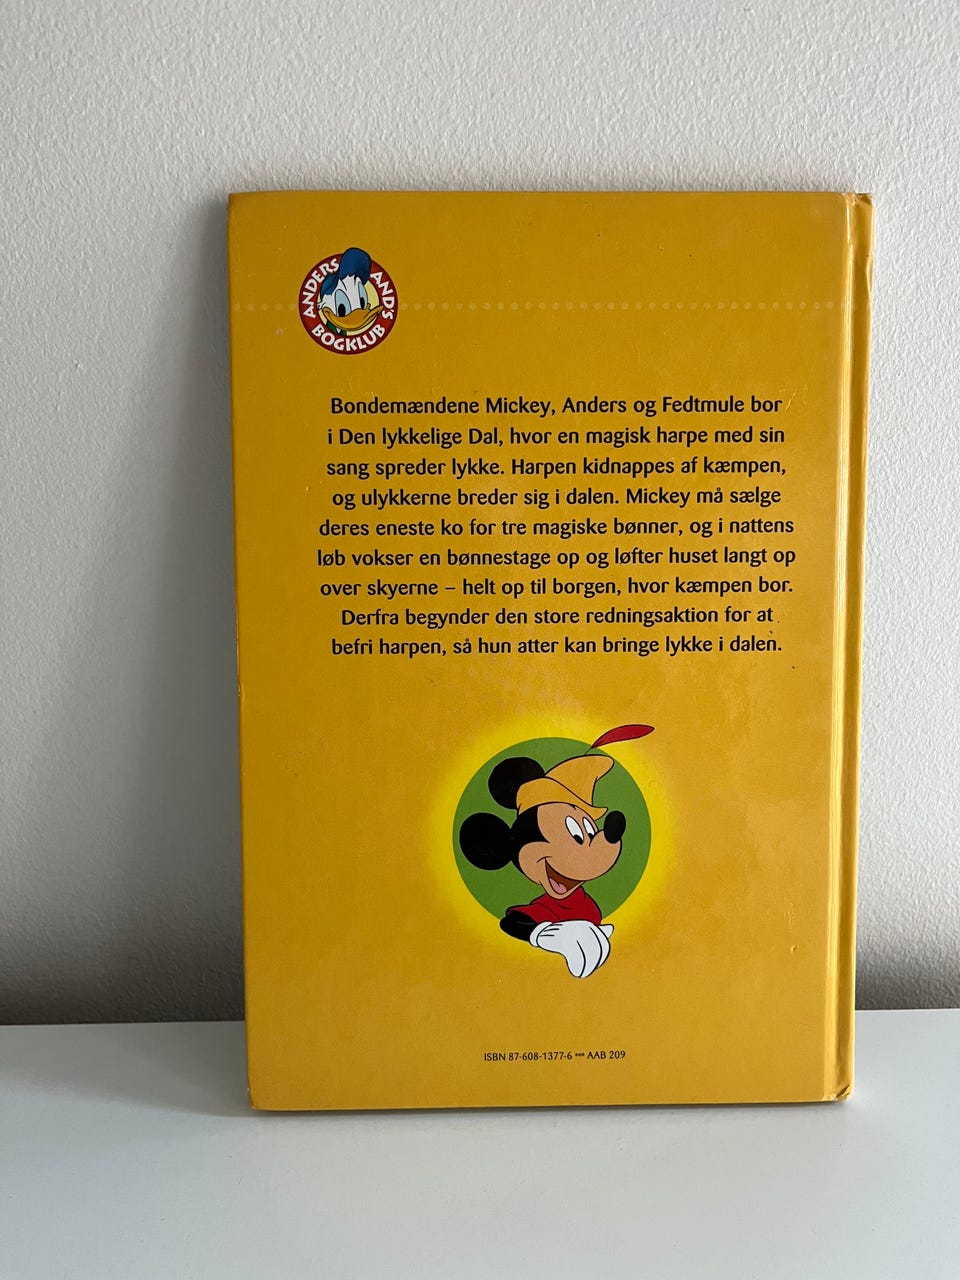 ANDERS AND'S
BOGKLUB
Bondemændene Mickey, Anders og Fedtmule bor
i Den lykkelige Dal, hvor en magisk harpe med sin
sang spreder lykke. Harpen kidnappes af kæmpen,
og ulykkerne breder sig i dalen. Mickey må sælge
deres eneste ko for tre magiske bønner, og i nattens
løb vokser en bønnestage op og løfter huset langt op
over skyerne – helt op til borgen, hvor kæmpen bor.
Derfra begynder den store redningsaktion for at
befri harpen, så hun atter kan bringe lykke i dalen.
ISBN 87-608-1377-6 *** AAB 209